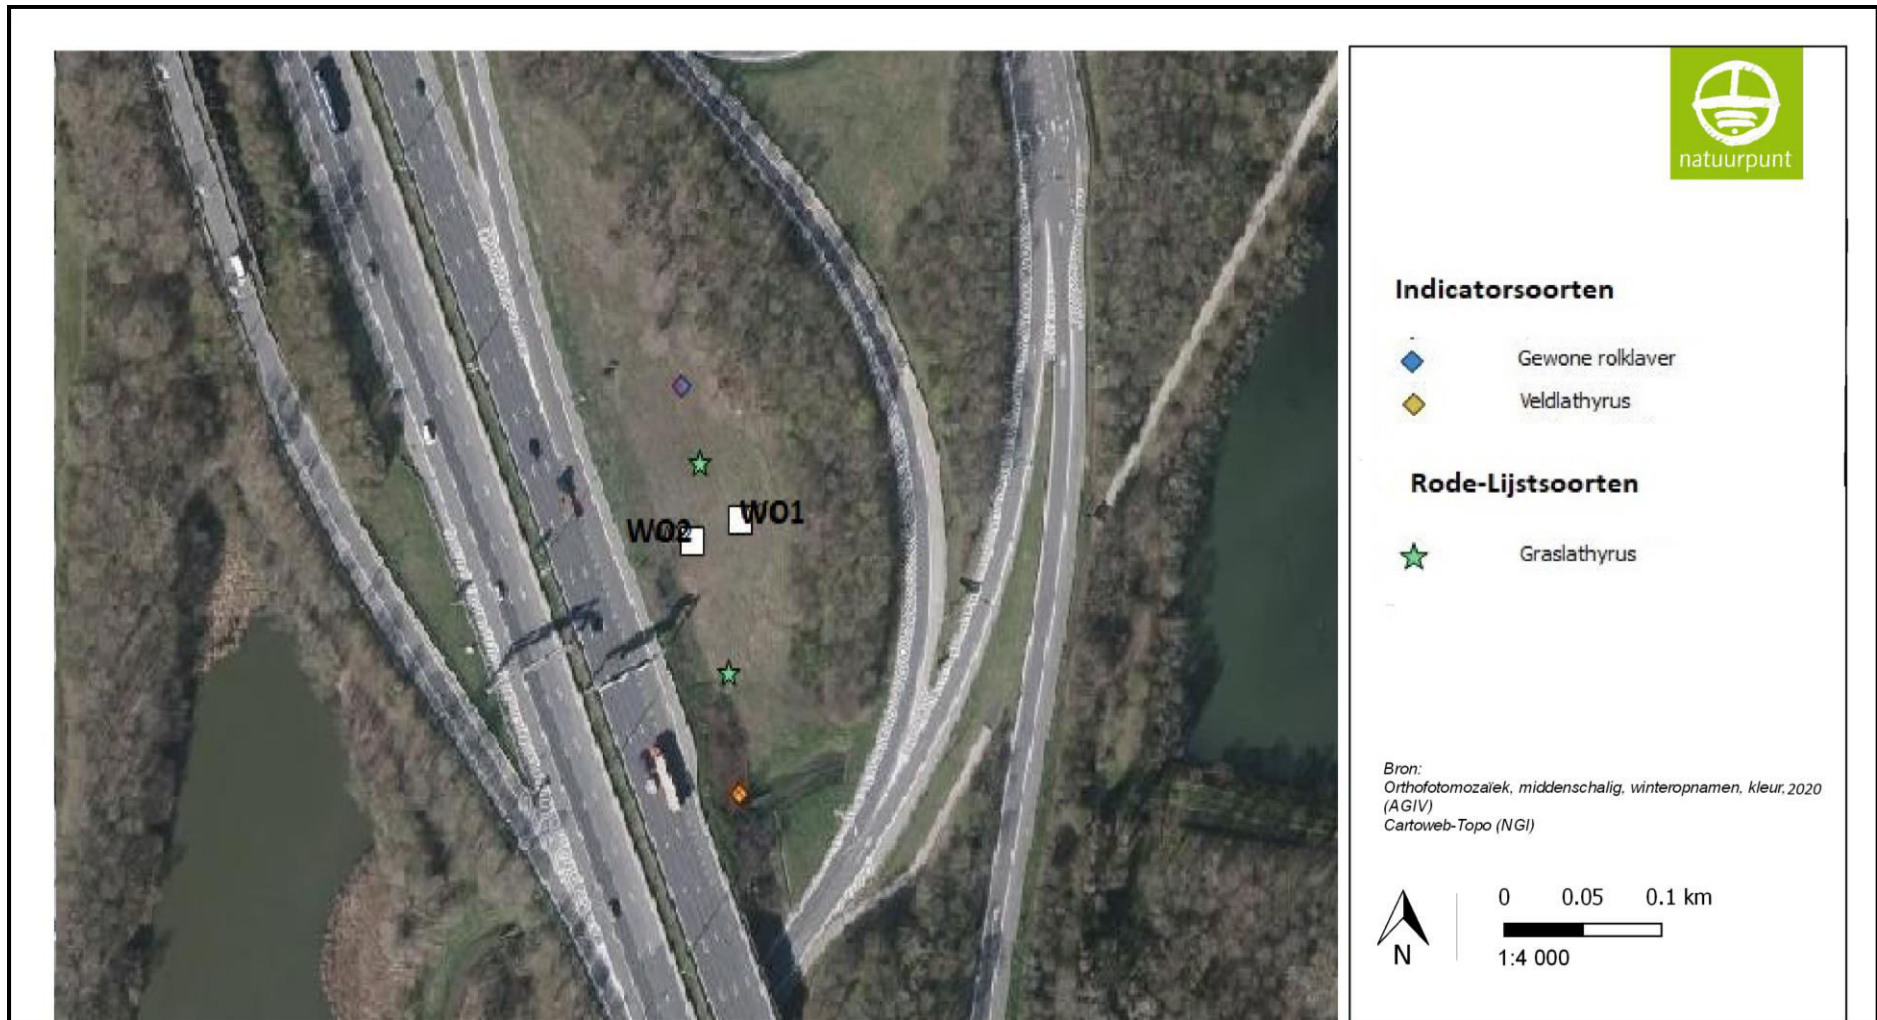 natuurpunt
Indicatorsoorten
Gewone rolklaver
Veldlathyrus
Rode-Lijstsoorten
Graslathyrus
WO1
WO2
Bron:
Orthofotomozaïek, middenschalig, winteropnamen, kleur, 2020
(AGIV)
Cartoweb-Topo (NGI)
0 0.05 0.1 km
N
1:4 000